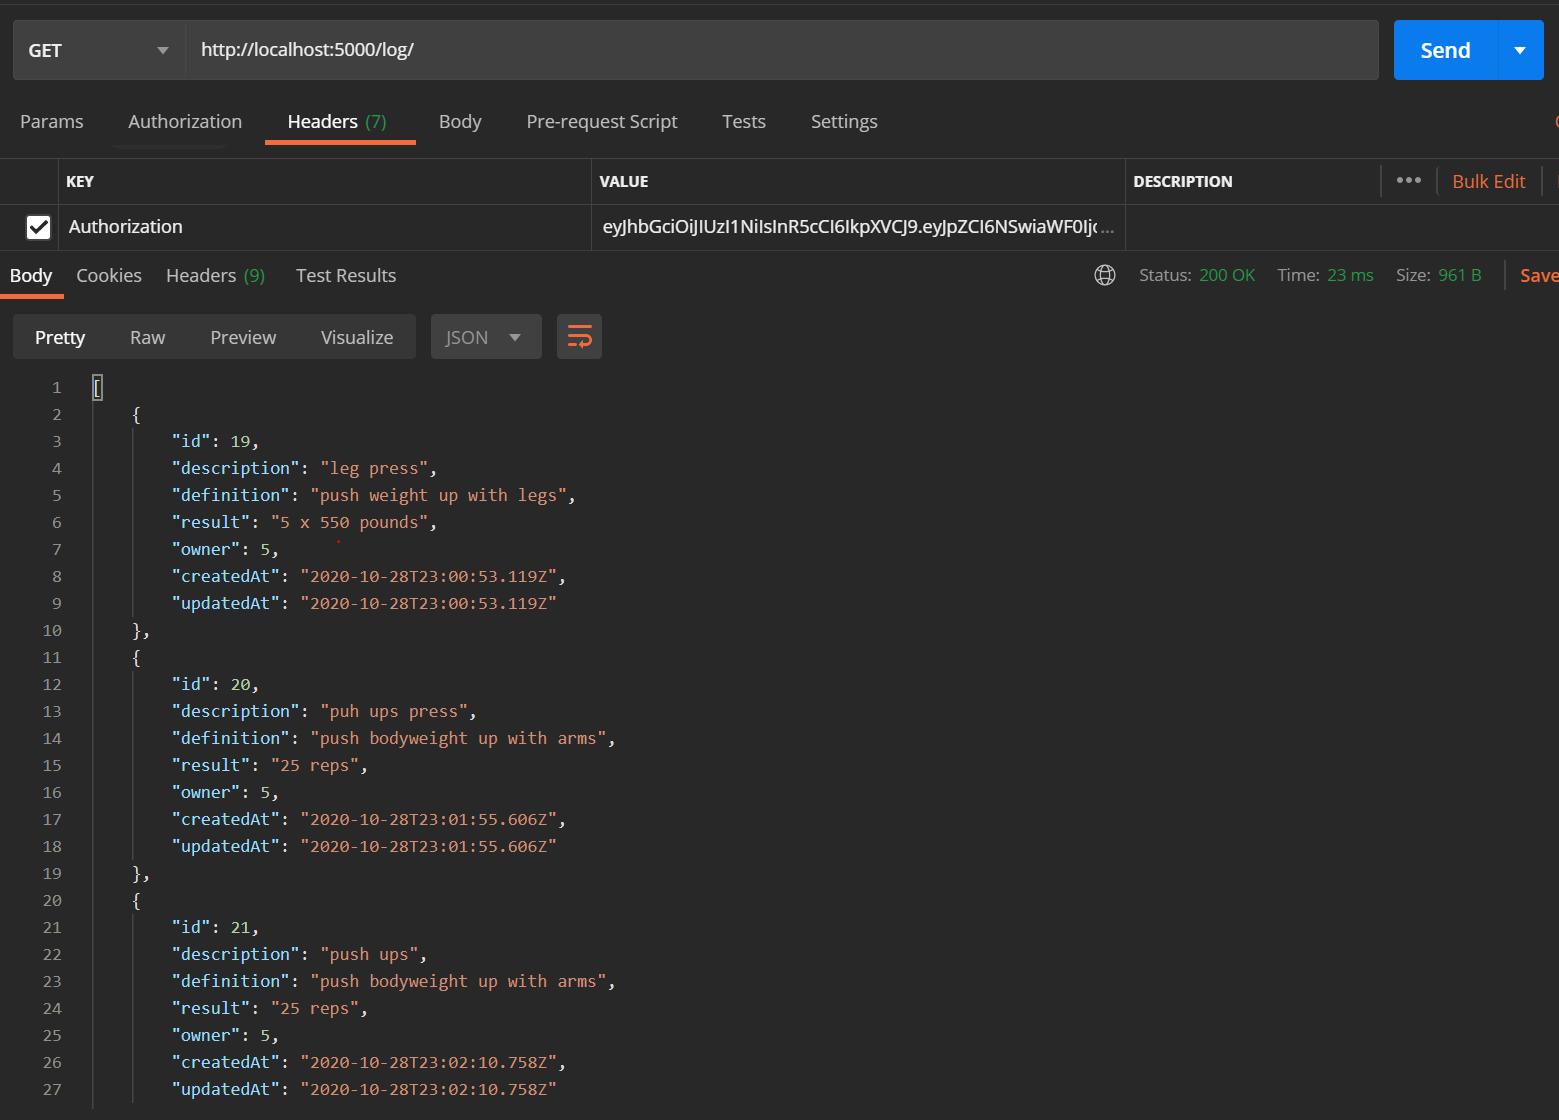 GET http://localhost:5000/log/ Send
Params Authorization Headers (7) Body Pre-request Script Tests Settings
KEY VALUE DESCRIPTION ••• Bulk Edit
Authorization eyJhbGciOiJIUzI1NiIsInR5cCI6IkpXVCJ9.eyJpZCI6NSwiaWF0Ijc ...
Body Cookies Headers (9) Test Results Status: 200 OK Time: 23 ms Size: 961 B Save
Pretty Raw Preview Visualize JSON
1 [
2 {
3 "id": 19,
4 "description": "leg press",
5 "definition": "push weight up with legs",
6 "result": "5 x 550 pounds",
7 "owner": 5,
8 "createdAt": "2020-10-28T23:00:53.119Z",
9 "updatedAt": "2020-10-28T23:00:53.119Z"
10 },
11 {
12 "id": 20,
13 "description": "puh ups press",
14 "definition": "push bodyweight up with arms",
15 "result": "25 reps",
16 "owner": 5,
17 "createdAt": "2020-10-28T23:01:55.606Z",
18 "updatedAt": "2020-10-28T23:01:55.606Z"
19 },
20 {
21 "id": 21,
22 "description": "push ups",
23 "definition": "push bodyweight up with arms",
24 "result": "25 reps",
25 "owner": 5,
26 "createdAt": "2020-10-28T23:02:10.758Z",
27 "updatedAt": "2020-10-28T23:02:10.758Z"